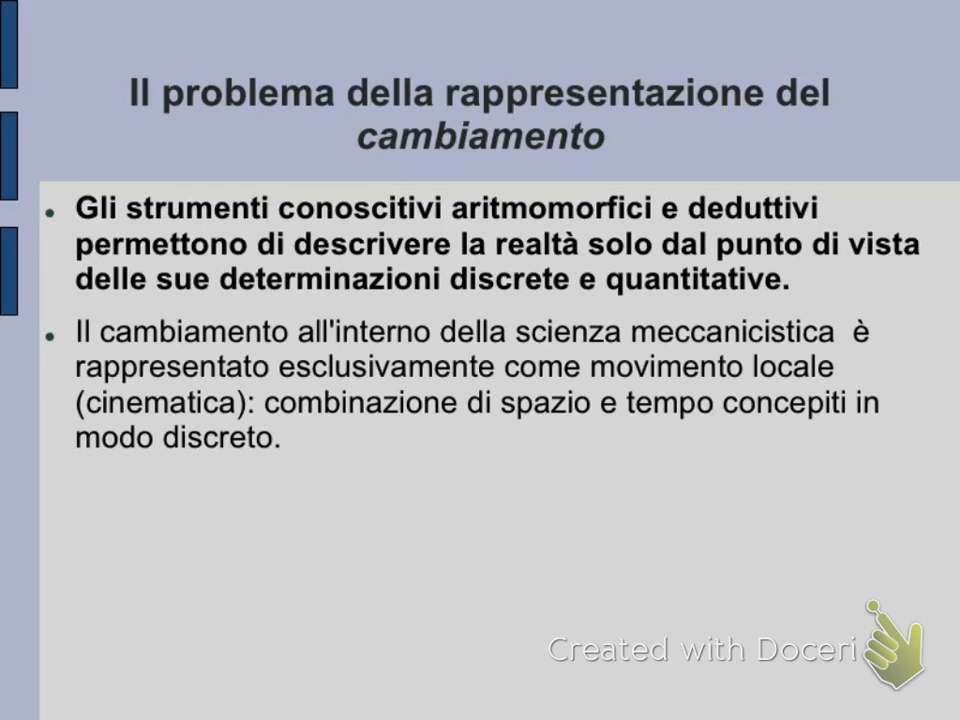 Il problema della rappresentazione del
cambiamento
Gli strumenti conoscitivi aritmomorfici e deduttivi
permettono di descrivere la realtà solo dal punto di vista
delle sue determinazioni discrete e quantitative.
Il cambiamento all'interno della scienza meccanicistica è
rappresentato esclusivamente come movimento locale
(cinematica): combinazione di spazio e tempo concepiti in
modo discreto.
Created with Doceri